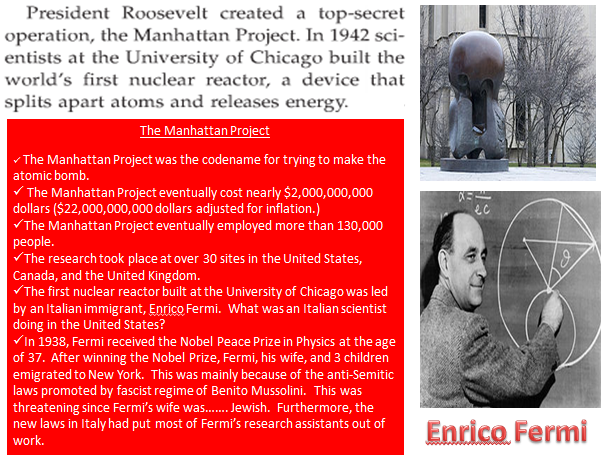 President Roosevelt created a top-secret
operation, the Manhattan Project. In 1942 sci-
entists at the University of Chicago built the
world's first nuclear reactor, a device that
splits apart atoms and releases energy.
The Manhattan Project
✓The Manhattan Project was the codename for trying to make the
atomic bomb.
✓ The Manhattan Project eventually cost nearly $2,000,000,000
dollars ($22,000,000,000 dollars adjusted for inflation.)
✓The Manhattan Project eventually employed more than 130,000
people.
✓The research took place at over 30 sites in the United States,
Canada, and the United Kingdom.
✓The first nuclear reactor built at the University of Chicago was led
by an Italian immigrant, Enrico Fermi.  What was an Italian scientist
doing in the United States?
✓In 1938, Fermi received the Nobel Peace Prize in Physics at the age
of 37.  After winning the Nobel Prize, Fermi, his wife, and 3 children
emigrated to New York.  This was mainly because of the anti-Semitic
laws promoted by fascist regime of Benito Mussolini.  This was
threatening since Fermi's wife was....... Jewish.  Furthermore, the
new laws in Italy had put most of Fermi's research assistants out of
work.
Enrico Fermi